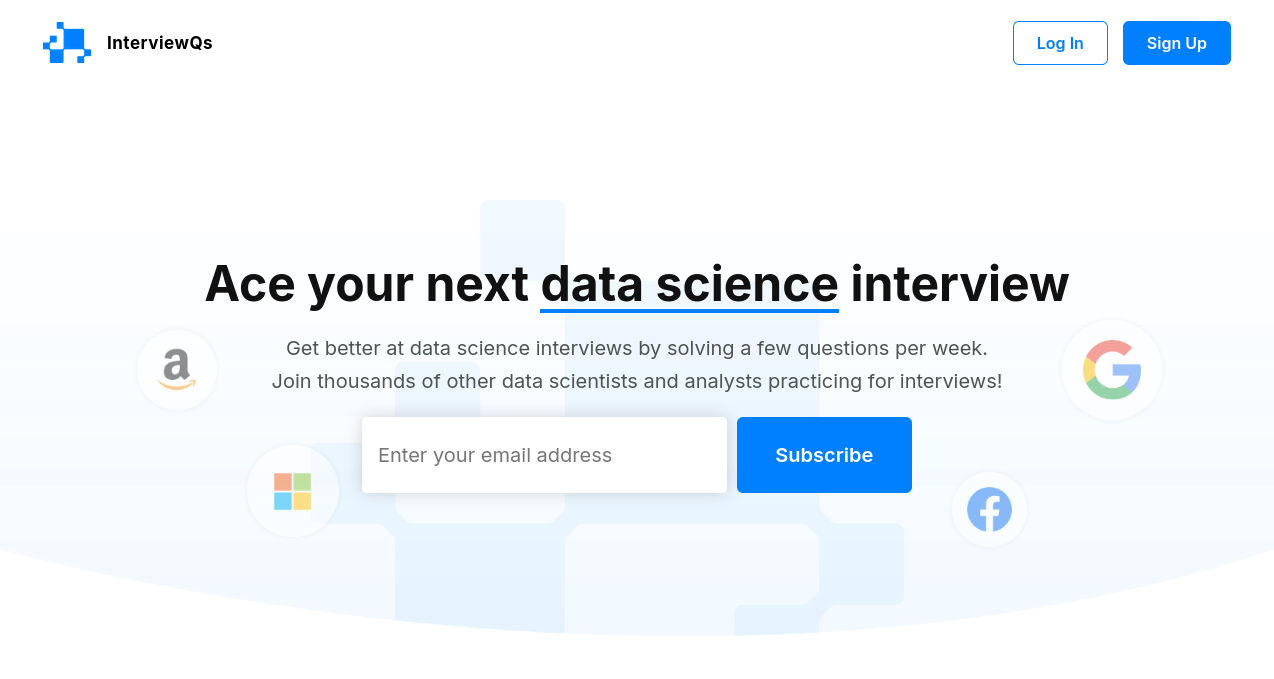 InterviewQs
Log In
Sign Up
Ace your next data science interview
Get better at data science interviews by solving a few questions per week.
Join thousands of other data scientists and analysts practicing for interviews!
Enter your email address
Subscribe